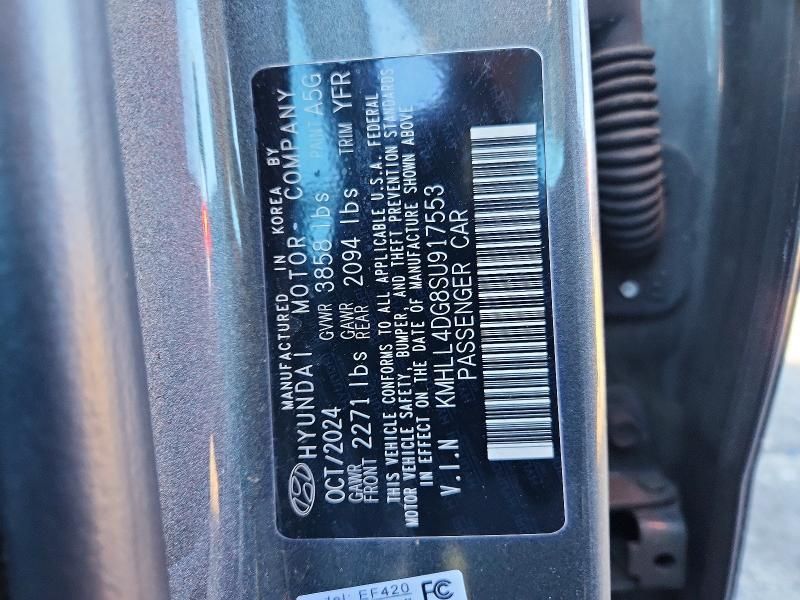 MANUFACTURED IN KOREA BY
HYUNDAI MOTOR COMPANY
OCT/2024 GVWR 3858 lbs PAINT A5G
GAWR FRONT 2271 lbs GAWR REAR 2094 lbs TRIM YFR
THIS VEHICLE CONFORMS TO ALL APPLICABLE U.S.A. FEDERAL
MOTOR VEHICLE SAFETY, BUMPER, AND THEFT PREVENTION STANDARDS
IN EFFECT ON THE DATE OF MANUFACTURE SHOWN ABOVE
V.I.N KMHLL4DG8SU917553
PASSENGER CAR
EF420
FC